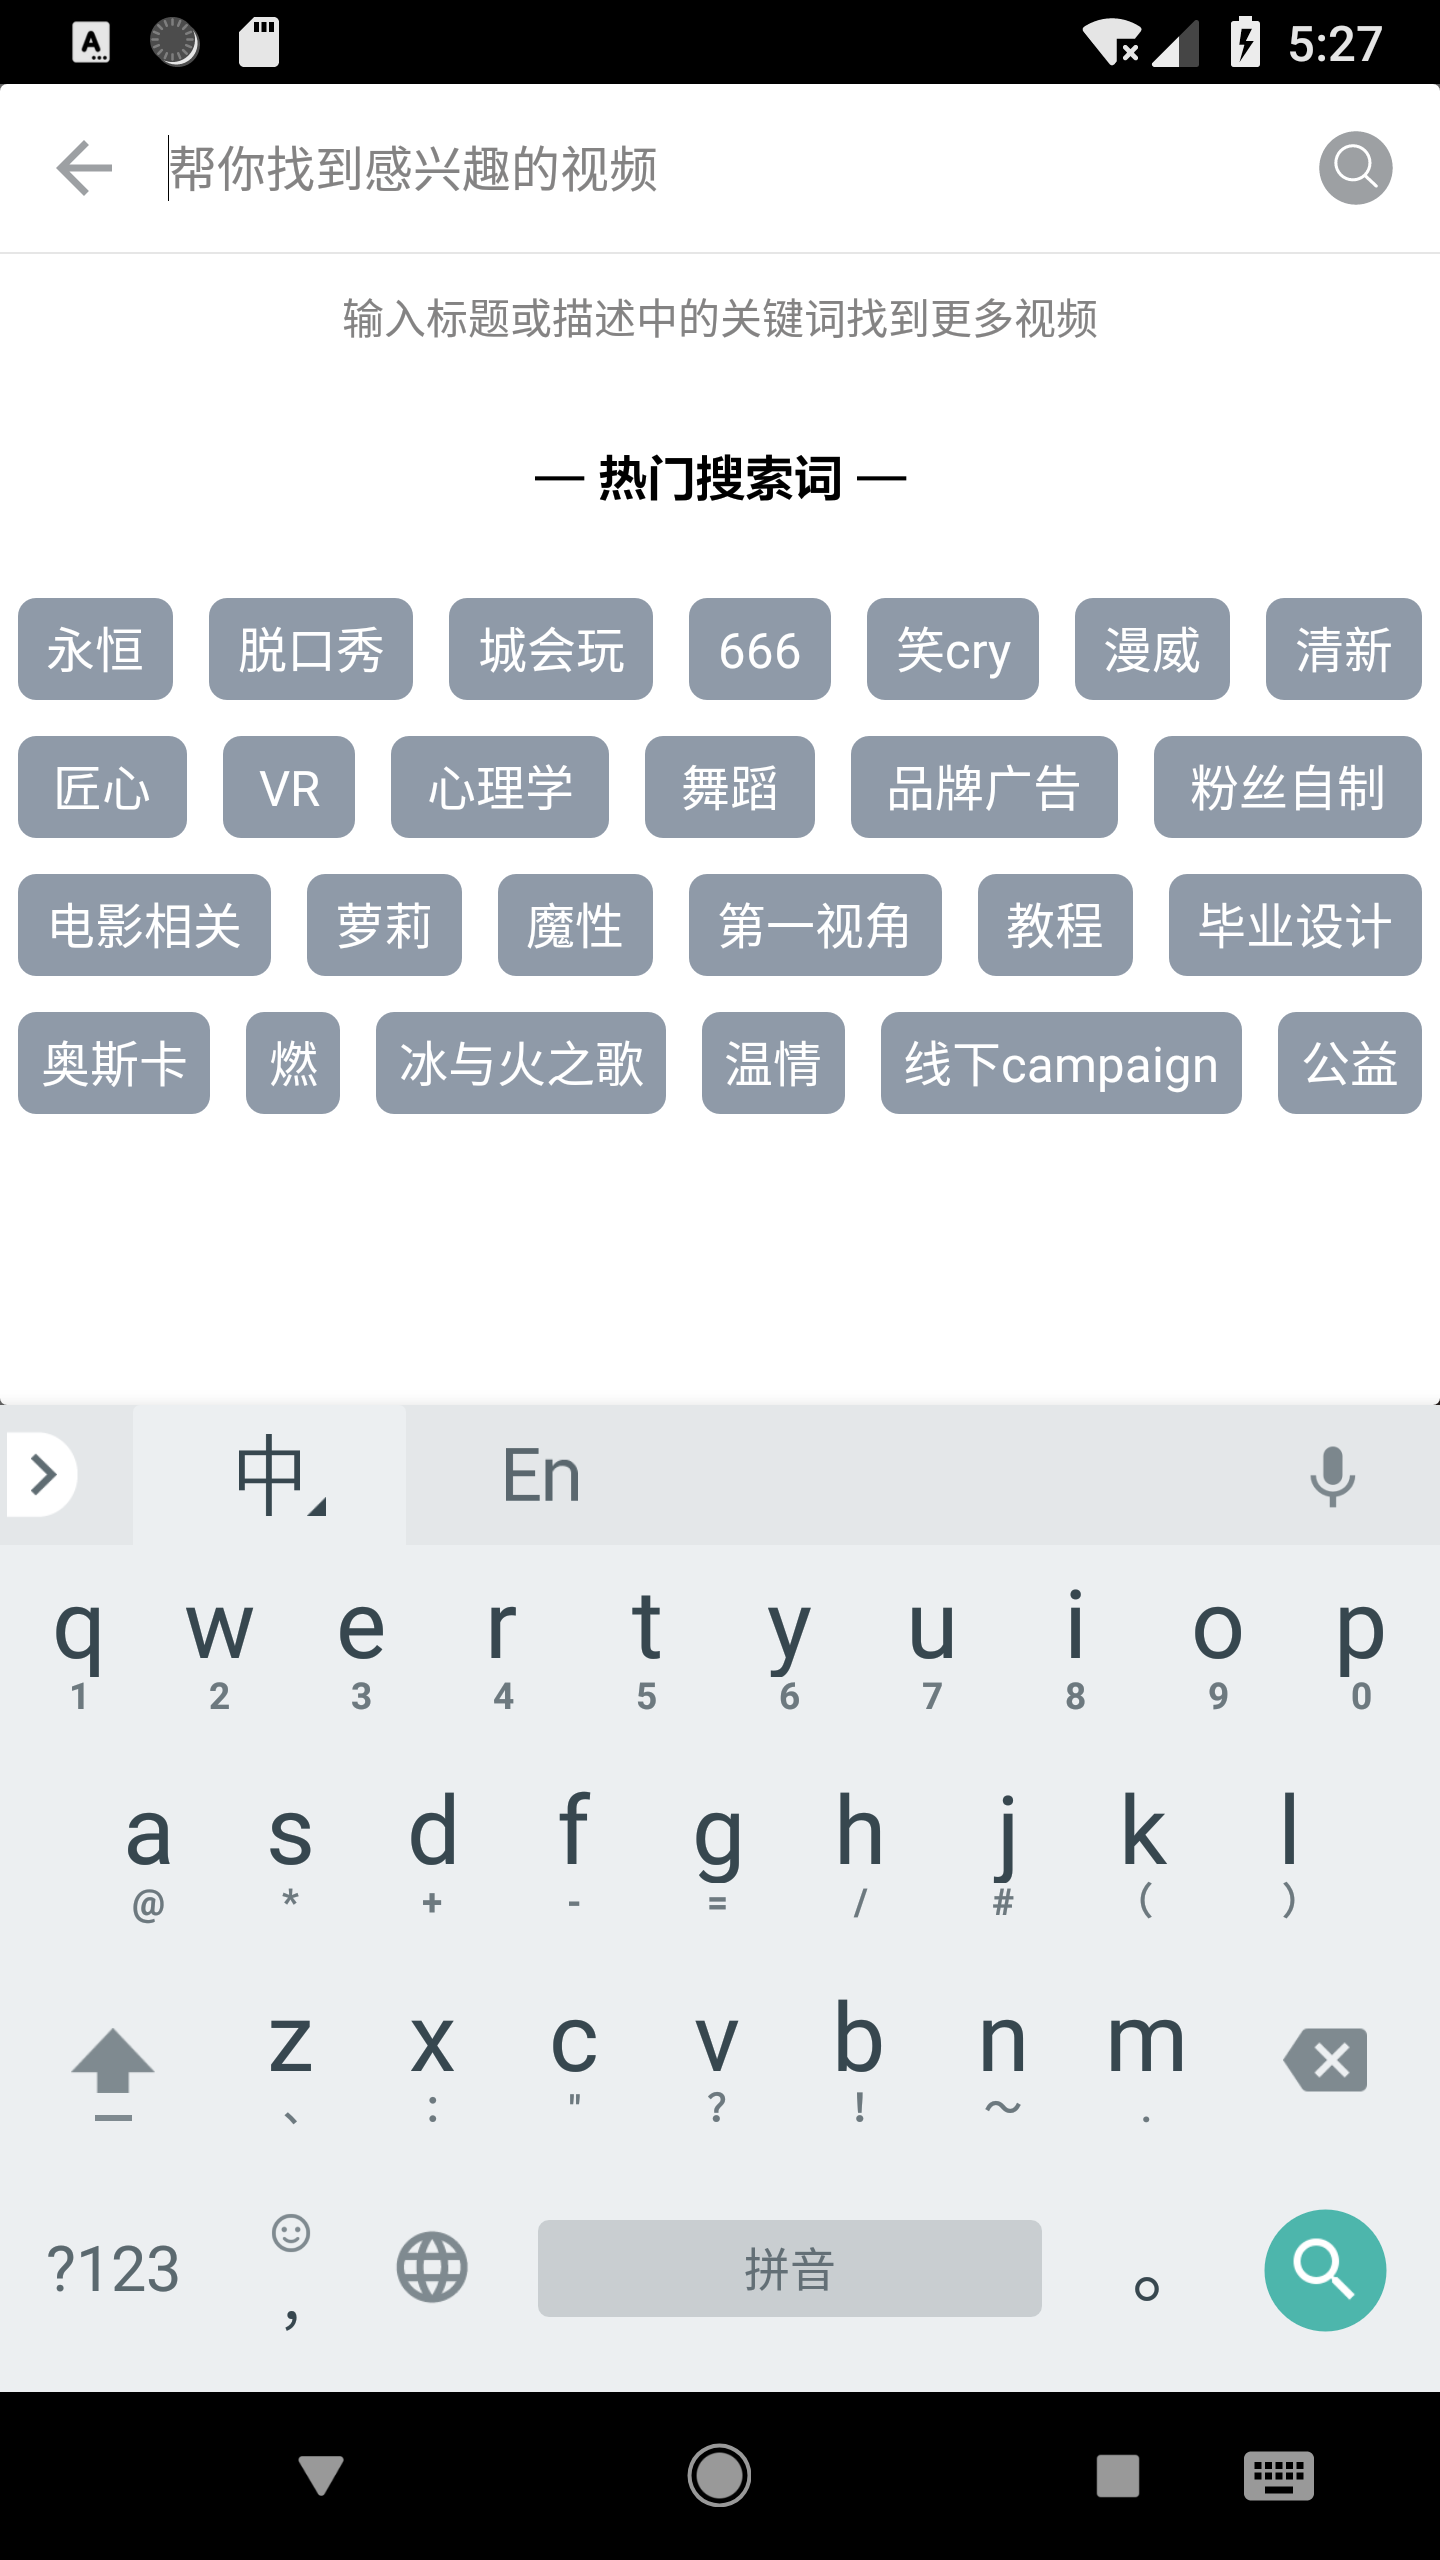 5:27
帮你找到感兴趣的视频
输入标题或描述中的关键词找到更多视频
— 热门搜索词 —
永恒 脱口秀 城会玩 666 笑cry 漫威 清新
匠心 VR 心理学 舞蹈 品牌广告 粉丝自制
电影相关 萝莉 魔性 第一视角 教程 毕业设计
奥斯卡 燃 冰与火之歌 温情 线下campaign 公益
中 En
q w e r t y u i o p
1 2 3 4 5 6 7 8 9 0
a s d f g h j k l
@ * + - = / # ( )
z x c v b n m
、 : " ? ! ～ .
?123 , 拼音 。